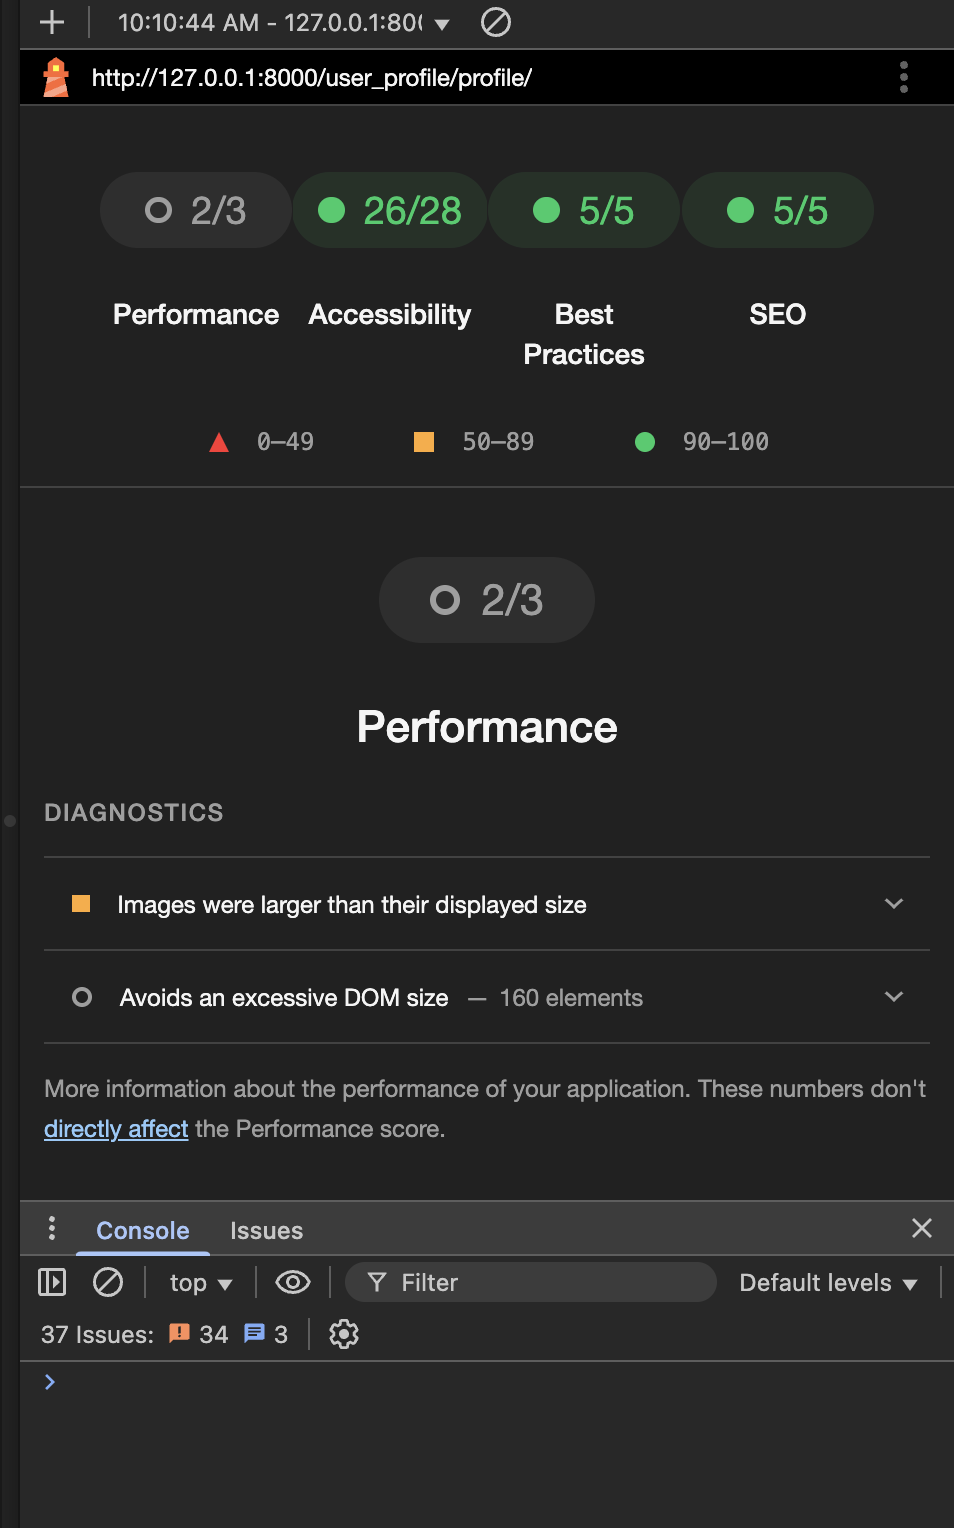 10:10:44 AM - 127.0.0.1:80
http://127.0.0.1:8000/user_profile/profile/
2/3 26/28 5/5 5/5
Performance Accessibility Best Practices SEO
0–49 50–89 90–100
2/3
Performance
DIAGNOSTICS
Images were larger than their displayed size
Avoids an excessive DOM size — 160 elements
More information about the performance of your application. These numbers don't
directly affect the Performance score.
Console Issues
top Filter Default levels
37 Issues: 34 3